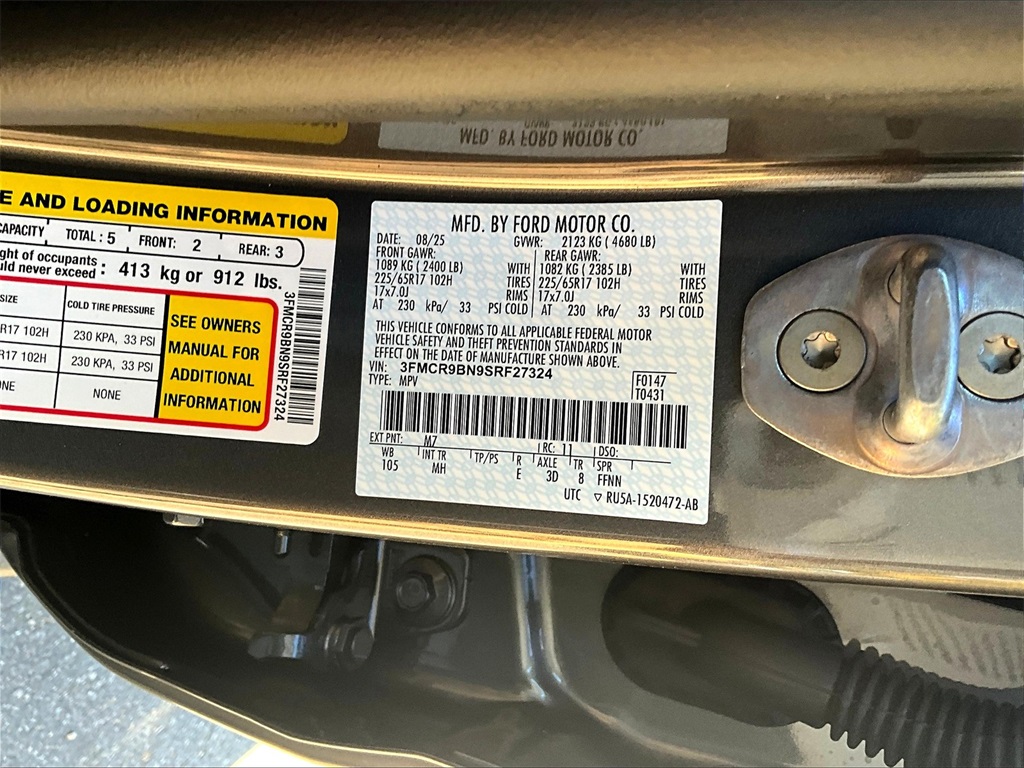 MFD. BY FORD MOTOR CO.
E AND LOADING INFORMATION
CAPACITY TOTAL : 5 FRONT: 2 REAR: 3
ght of occupants
uld never exceed : 413 kg or 912 lbs.
SIZE COLD TIRE PRESSURE
R17 102H 230 KPA, 33 PSI
R17 102H 230 KPA, 33 PSI
ONE NONE
SEE OWNERS
MANUAL FOR
ADDITIONAL
INFORMATION
3FMCR9BN9SRF27324
MFD. BY FORD MOTOR CO.
DATE: 08/25 GVWR: 2123 KG ( 4680 LB)
FRONT GAWR: REAR GAWR:
1089 KG ( 2400 LB) WITH 1082 KG ( 2385 LB) WITH
225/65R17 102H TIRES 225/65R17 102H TIRES
17x7.0J RIMS 17x7.0J RIMS
AT 230 kPa/ 33 PSI COLD AT 230 kPa/ 33 PSI COLD
THIS VEHICLE CONFORMS TO ALL APPLICABLE FEDERAL MOTOR
VEHICLE SAFETY AND THEFT PREVENTION STANDARDS IN
EFFECT ON THE DATE OF MANUFACTURE SHOWN ABOVE.
VIN: 3FMCR9BN9SRF27324
TYPE: MPV
F0147
T0431
EXT PNT: M7 RC: 11 DSO:
WB INT TR TP/PS R AXLE TR SPR
105 MH E 3D 8 FFNN
UTC ▽ RU5A-1520472-AB